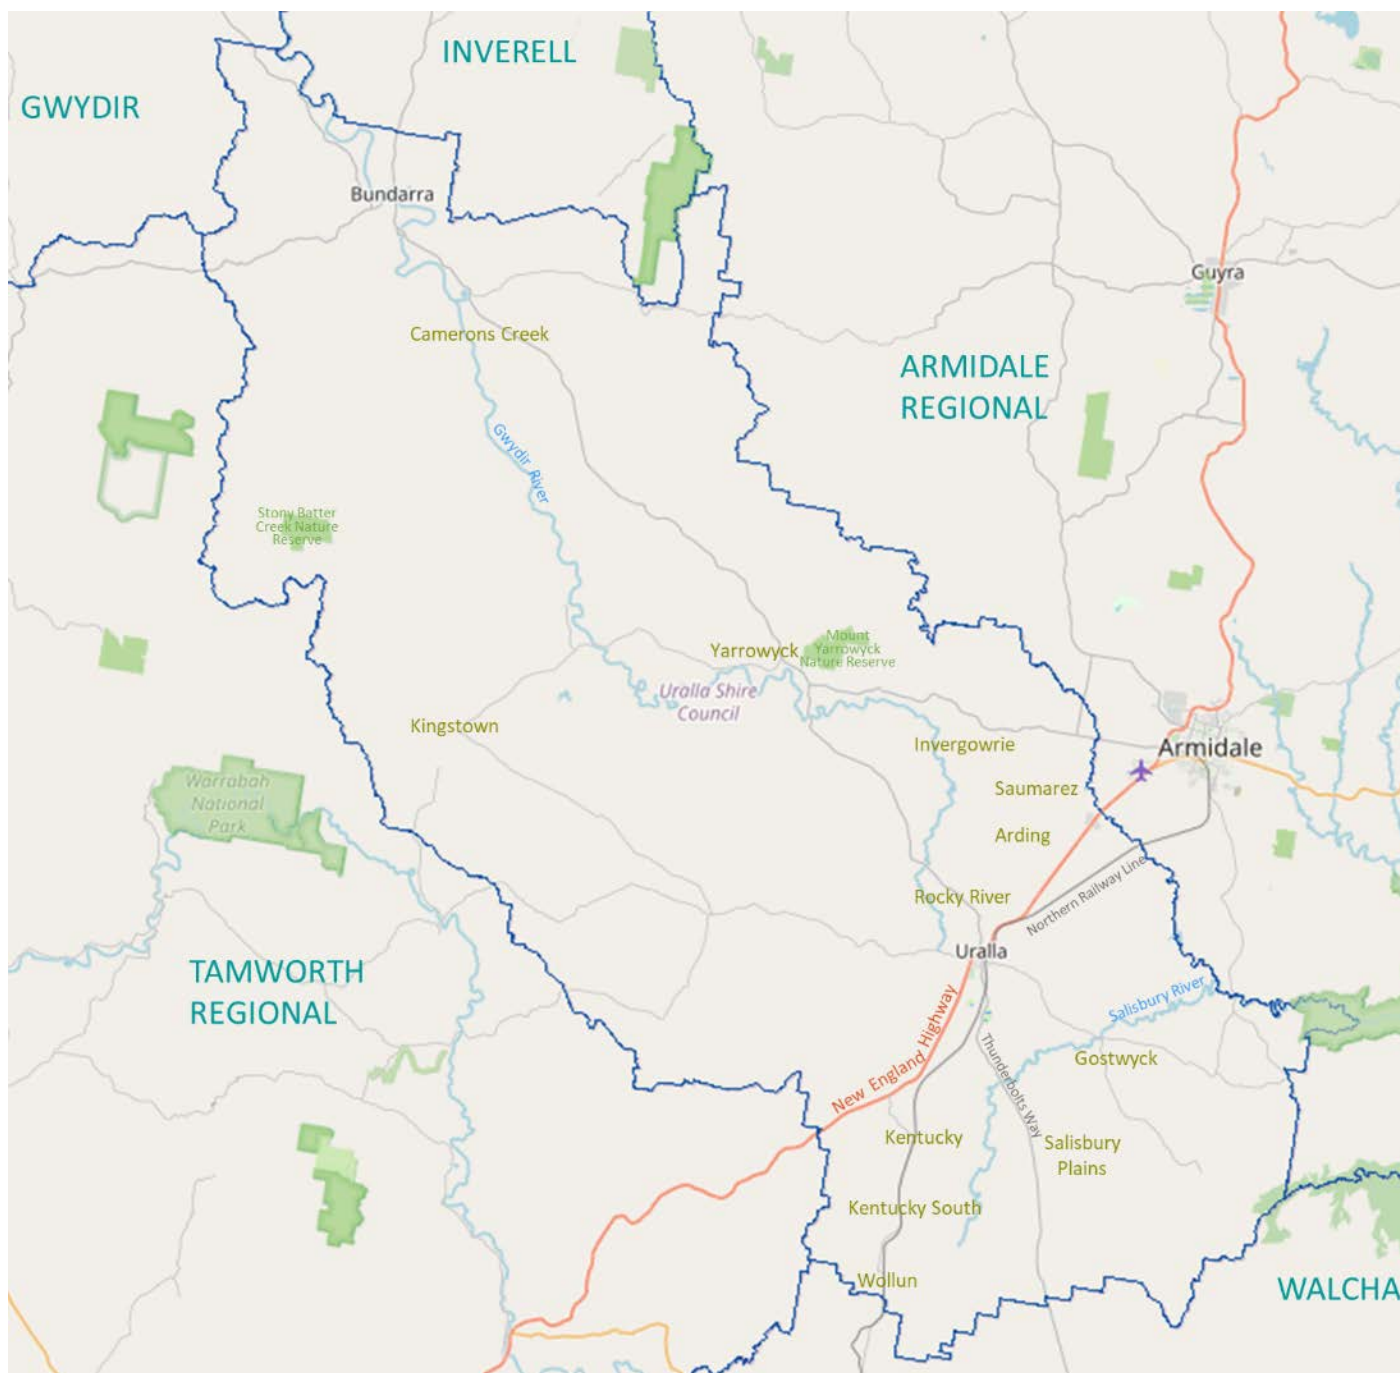 INVERELL
GWYDIR
Bundarra
Guyra
Camerons Creek
ARMIDALE
REGIONAL
Gwydir River
Stony Batter
Creek Nature
Reserve
Yarrowyck
Mount
Yarrowyck
Nature Reserve
Uralla Shire
Council
Kingstown
Invergowrie
Armidale
Saumarez
Warrabah
National
Park
Arding
Northern Railway Line
Rocky River
Uralla
TAMWORTH
REGIONAL
Salisbury River
New England Highway
Thunderbolts Way
Gostwyck
Kentucky
Salisbury
Plains
Kentucky South
Wollun
WALCHA